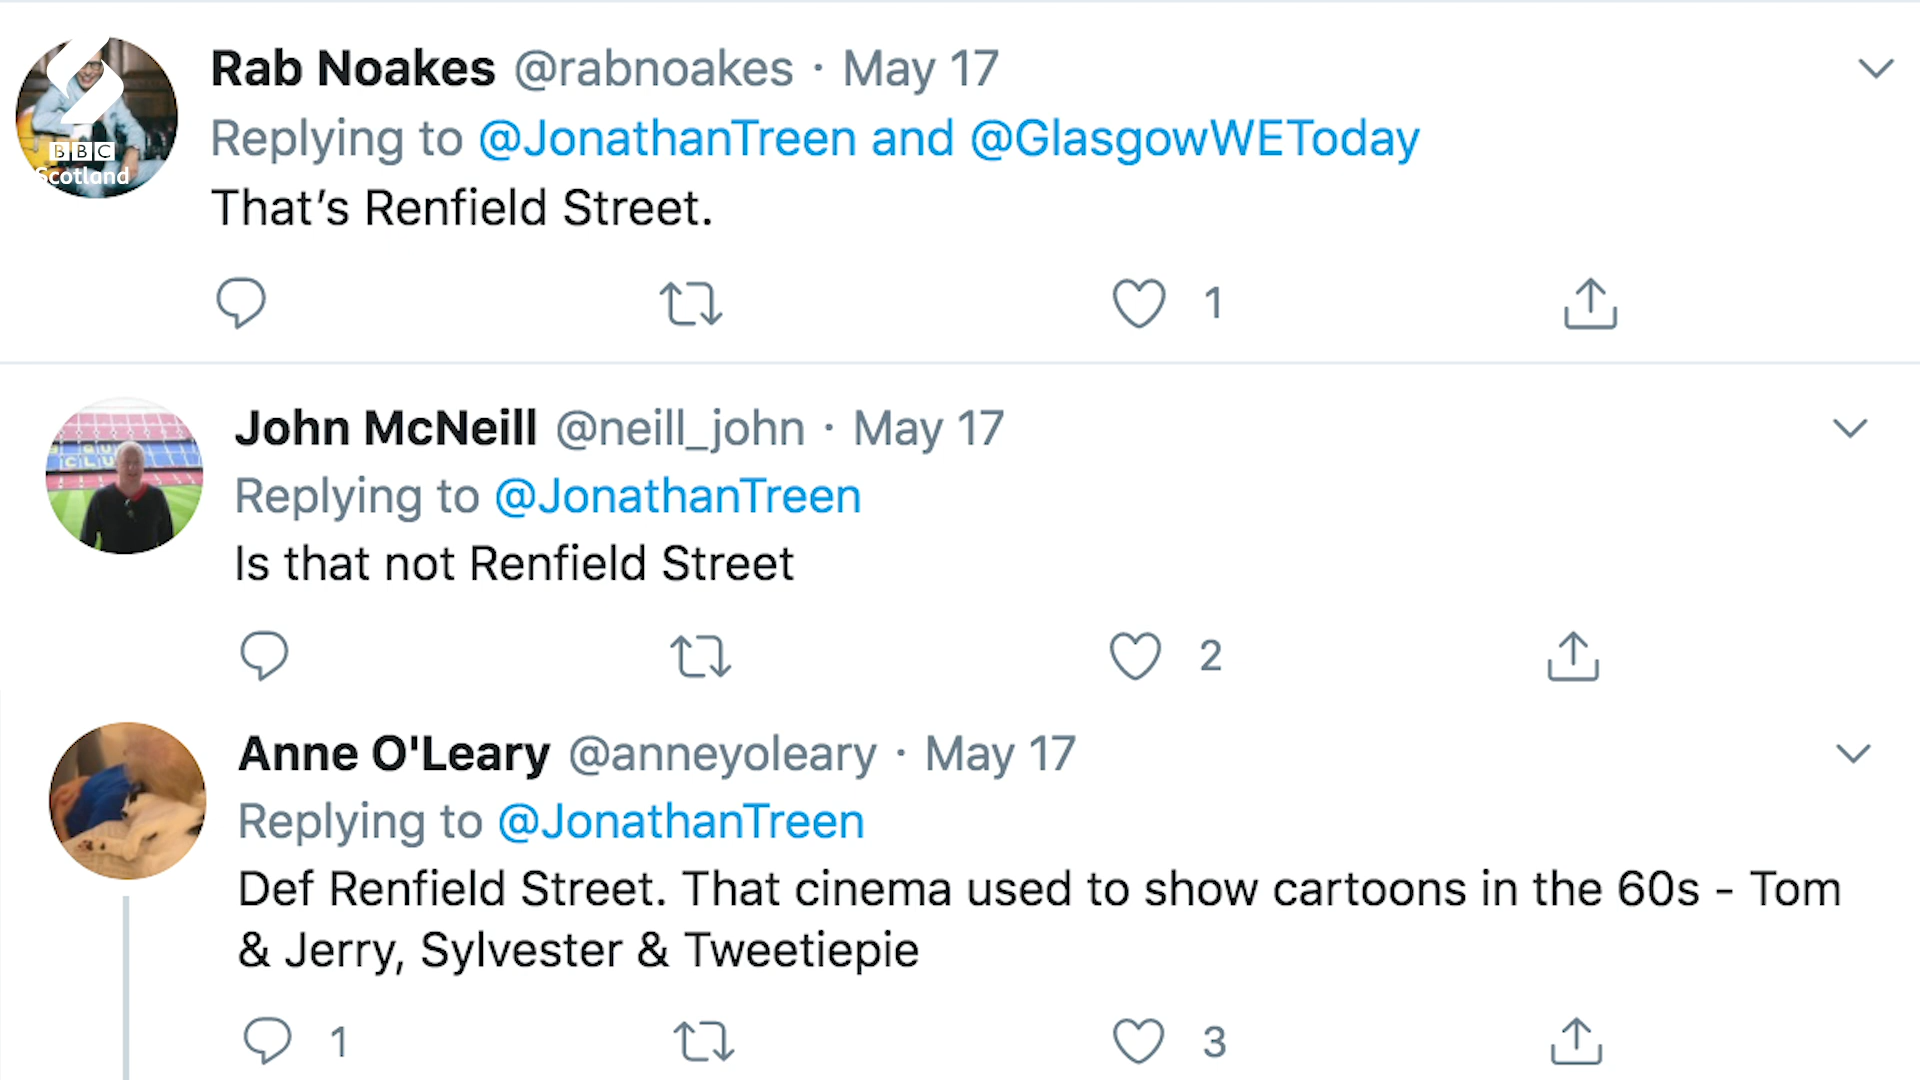 Rab Noakes @rabnoakes · May 17
Replying to @JonathanTreen and @GlasgowWEToday
BBC
Scotland
That’s Renfield Street.
1
John McNeill @neill_john · May 17
Replying to @JonathanTreen
Is that not Renfield Street
2
Anne O'Leary @anneyoleary · May 17
Replying to @JonathanTreen
Def Renfield Street. That cinema used to show cartoons in the 60s - Tom
& Jerry, Sylvester & Tweetiepie
1 3